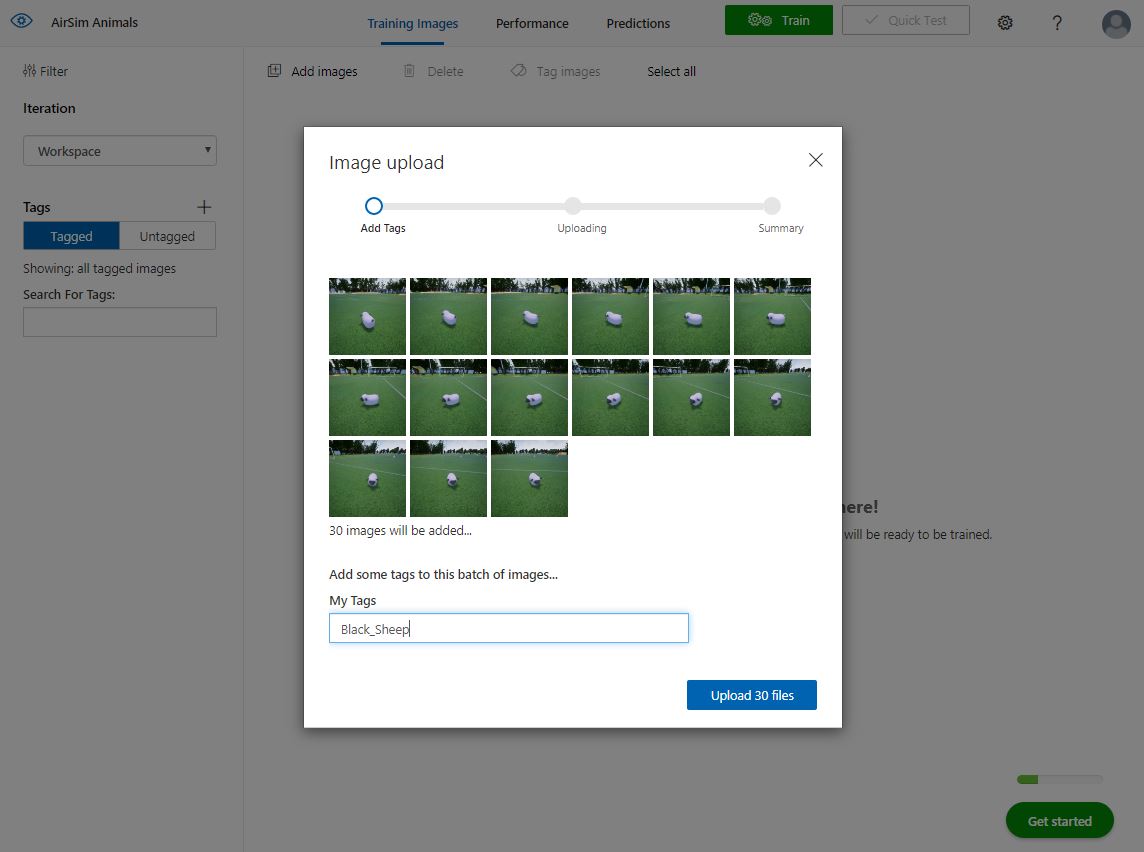 AirSim Animals
Training Images
Performance
Predictions
Train
Quick Test
?
Filter
Add images
Delete
Tag images
Select all
Iteration
Workspace
Tags
Tagged
Untagged
Showing: all tagged images
Search For Tags:
Image upload
Add Tags
Uploading
Summary
30 images will be added...
here!
will be ready to be trained.
Add some tags to this batch of images...
My Tags
Black_Sheep
Upload 30 files
Get started